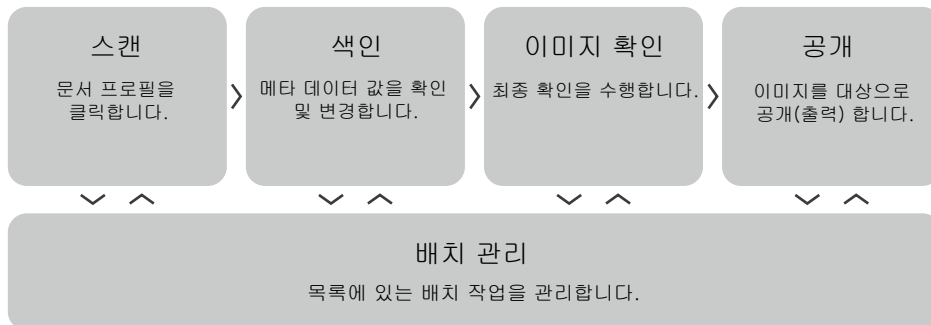 스캔
문서 프로필을
클릭합니다.
색인
메타 데이터 값을 확인
및 변경합니다.
이미지 확인
최종 확인을 수행합니다.
공개
이미지를 대상으로
공개(출력) 합니다.
배치 관리
목록에 있는 배치 작업을 관리합니다.